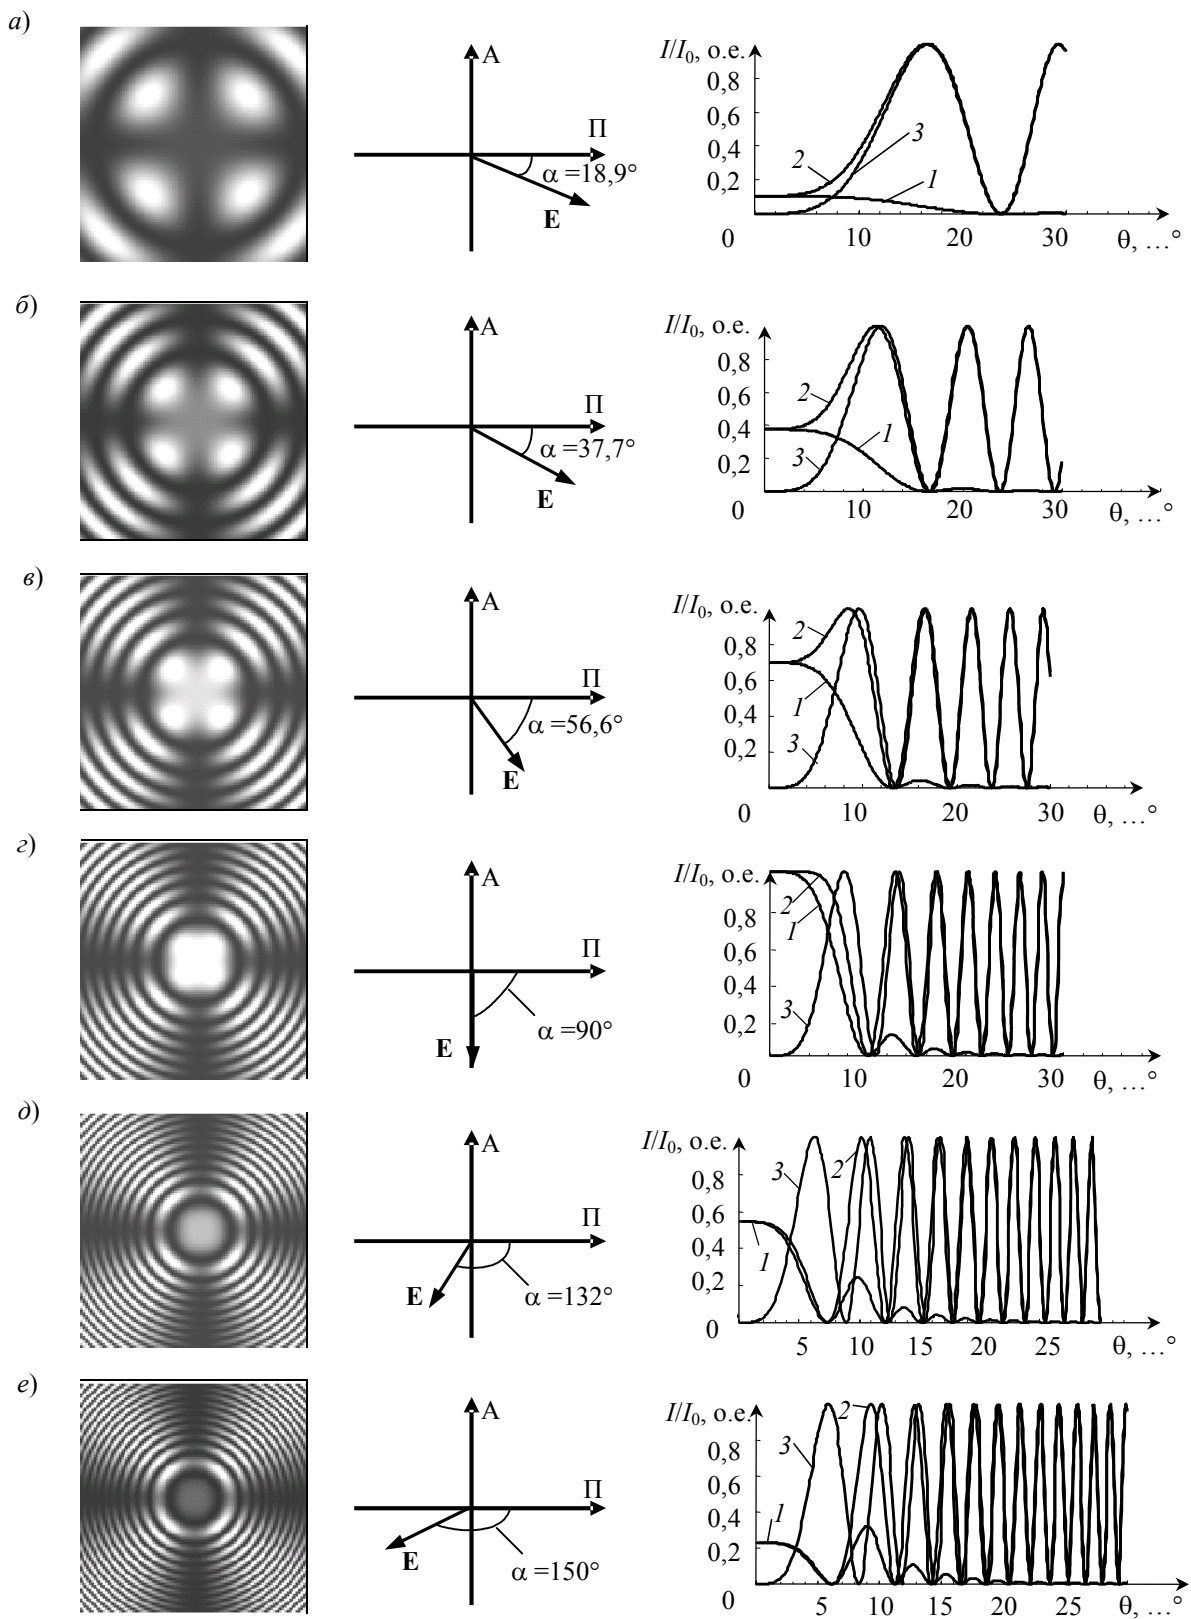 а)
А
П
α =18,9°
E
I/I0, о.е.
0,8
0,6
0,4
0,2
2
3
1
0 10 20 30 θ, …°
б)
А
П
α =37,7°
E
I/I0, о.е.
0,8
0,6
0,4
0,2
2
1
3
0 10 20 30 θ, …°
в)
А
П
α =56,6°
E
I/I0, о.е.
0,8
0,6
0,4
0,2
2
1
3
0 10 20 30 θ, …°
г)
А
П
α =90°
E
I/I0, о.е.
0,8
0,6
0,4
0,2
2
1
3
0 10 20 30 θ, …°
д)
А
П
α =132°
E
I/I0, о.е.
0,8
0,6
0,4
0,2
3
2
1
0 5 10 15 20 25 θ, …°
е)
А
П
α =150°
E
I/I0, о.е.
0,8
0,6
0,4
0,2
3
2
1
0 5 10 15 20 25 θ, …°